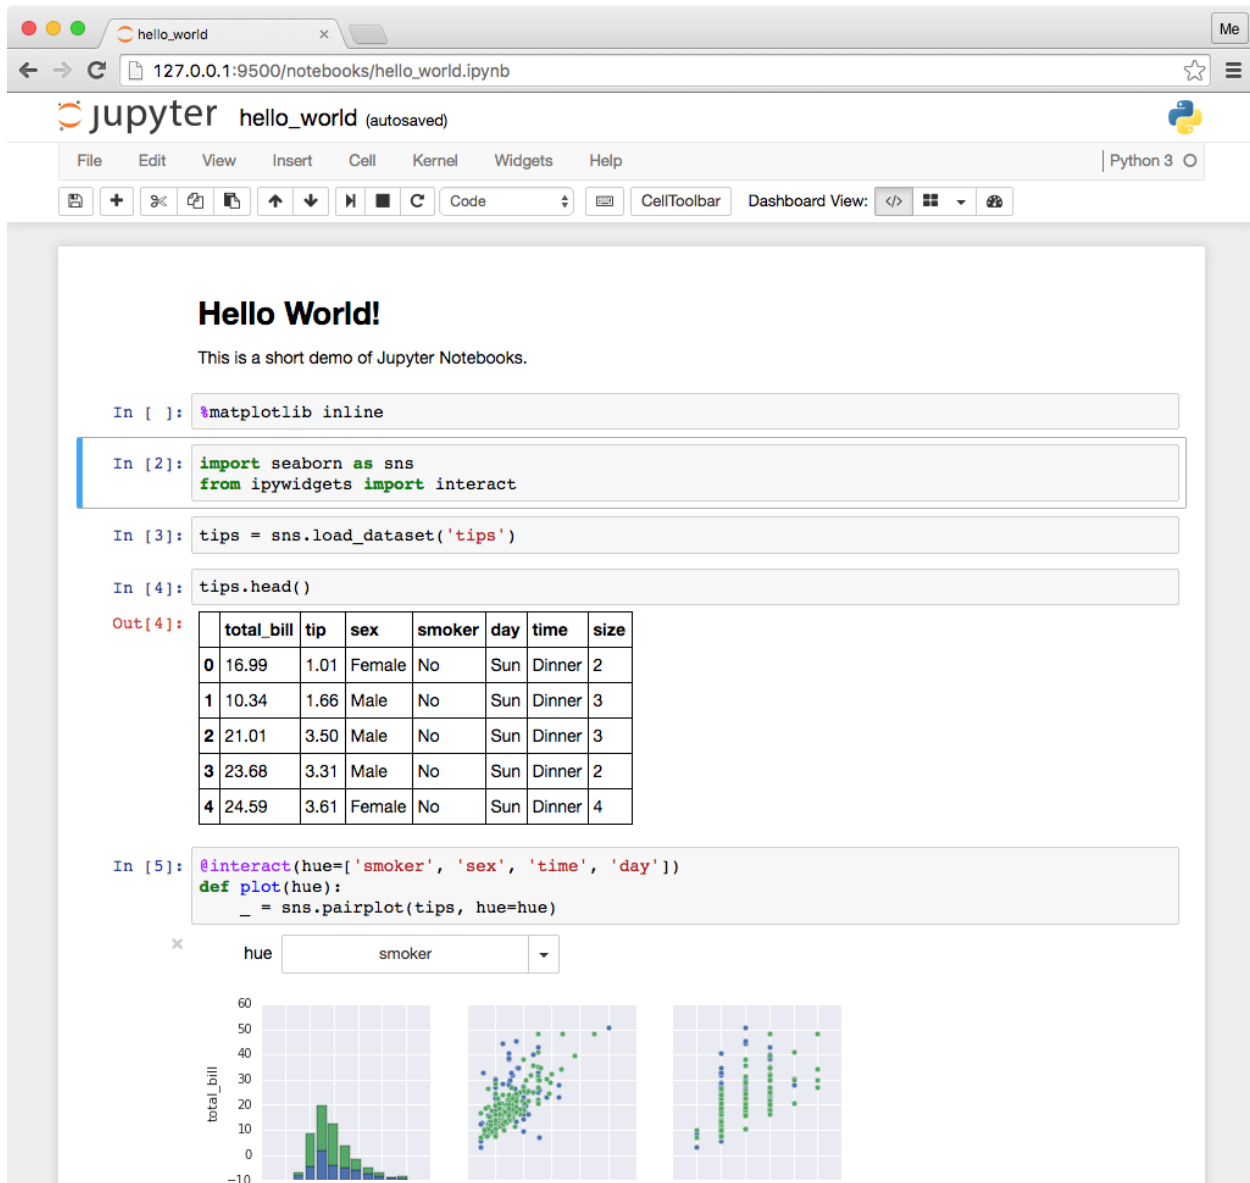 hello_world
Me
127.0.0.1:9500/notebooks/hello_world.ipynb
jupyter hello_world (autosaved)
File Edit View Insert Cell Kernel Widgets Help Python 3
Code CellToolbar Dashboard View: </>
Hello World!
This is a short demo of Jupyter Notebooks.
In [ ]: %matplotlib inline
In [2]: import seaborn as sns
from ipywidgets import interact
In [3]: tips = sns.load_dataset('tips')
In [4]: tips.head()
Out[4]:
total_bill tip sex smoker day time size
0 16.99 1.01 Female No Sun Dinner 2
1 10.34 1.66 Male No Sun Dinner 3
2 21.01 3.50 Male No Sun Dinner 3
3 23.68 3.31 Male No Sun Dinner 2
4 24.59 3.61 Female No Sun Dinner 4
In [5]: @interact(hue=['smoker', 'sex', 'time', 'day'])
def plot(hue):
    _ = sns.pairplot(tips, hue=hue)
hue smoker
60
50
40
30
20
10
0
-10
total_bill